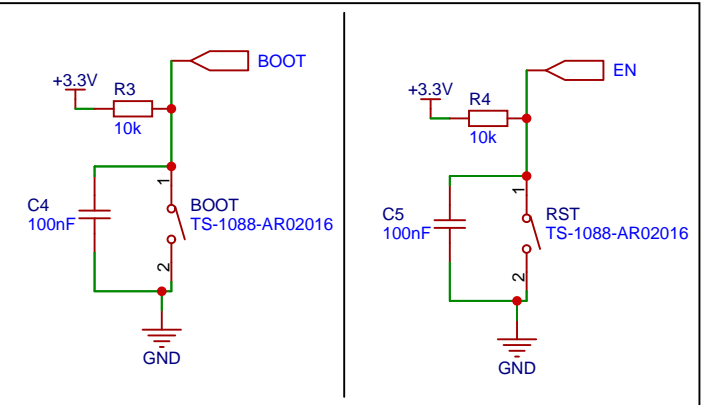 BOOT
+3.3V
R3
10k
1
C4
100nF
BOOT
TS-1088-AR02016
2
GND
EN
+3.3V
R4
10k
1
C5
100nF
RST
TS-1088-AR02016
2
GND